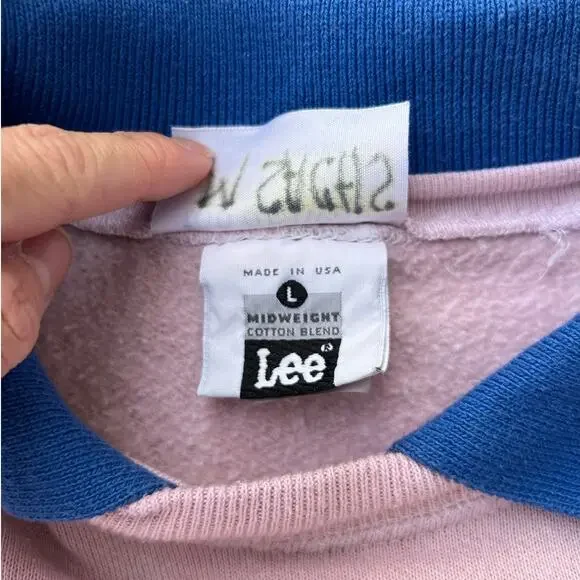 MADE IN USA
L
MIDWEIGHT
COTTON BLEND
Lee®